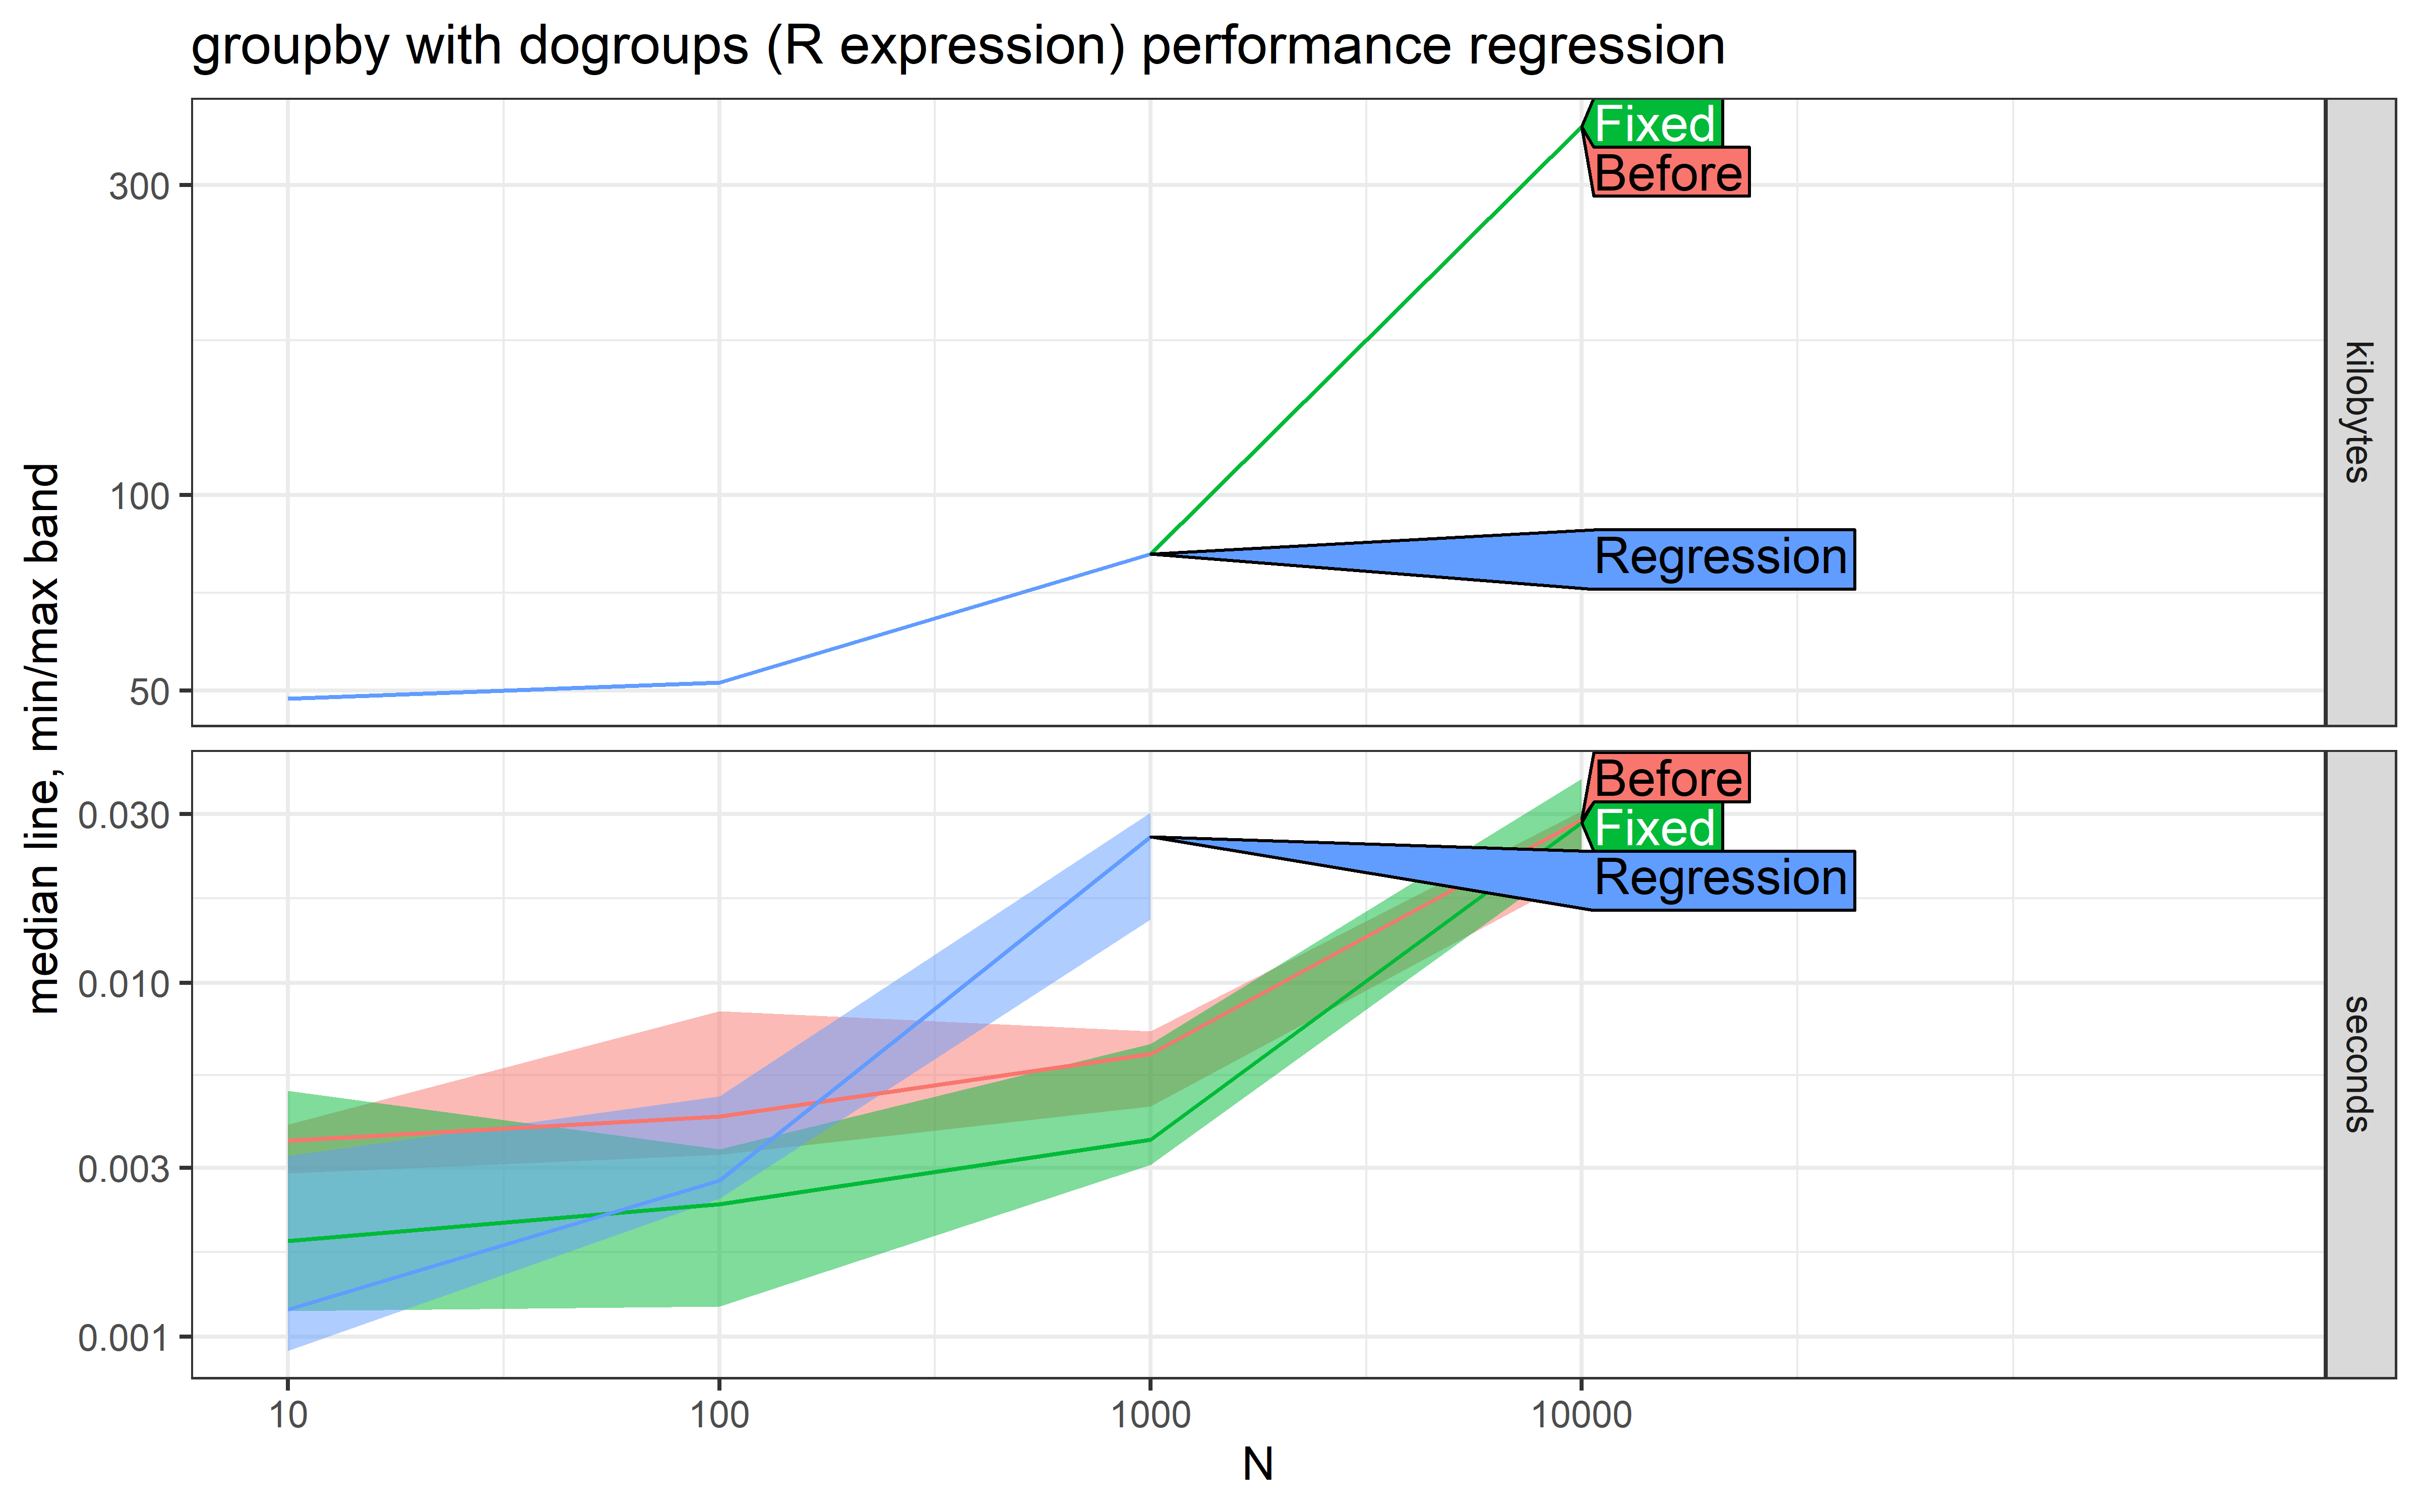 groupby with dogroups (R expression) performance regression
median line, min/max band
300
100
50
Fixed
Before
Regression
kilobytes
0.030
0.010
0.003
0.001
Before
Fixed
Regression
seconds
10
100
1000
10000
N